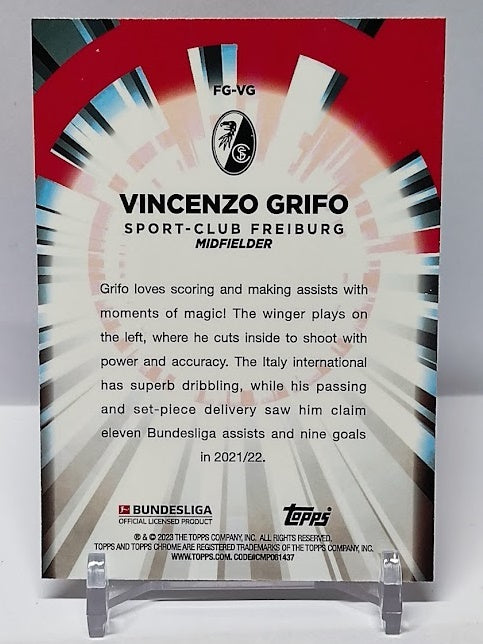 FG-VG
VINCENZO GRIFO
SPORT-CLUB FREIBURG
MIDFIELDER
Grifo loves scoring and making assists with
moments of magic! The winger plays on
the left, where he cuts inside to shoot with
power and accuracy. The Italy international
has superb dribbling, while his passing
and set-piece delivery saw him claim
eleven Bundesliga assists and nine goals
in 2021/22.
BUNDESLIGA
OFFICIAL LICENSED PRODUCT
topps
® & © 2023 THE TOPPS COMPANY, INC. ALL RIGHTS RESERVED.
TOPPS AND TOPPS CHROME ARE REGISTERED TRADEMARKS OF THE TOPPS COMPANY, INC.
WWW.TOPPS.COM. CODE#CMP061437